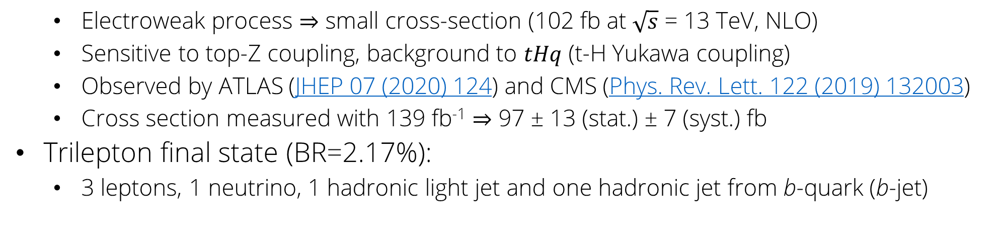 • Electroweak process ⇒ small cross-section (102 fb at √s = 13 TeV, NLO)
• Sensitive to top-Z coupling, background to tHq (t-H Yukawa coupling)
• Observed by ATLAS (JHEP 07 (2020) 124) and CMS (Phys. Rev. Lett. 122 (2019) 132003)
• Cross section measured with 139 fb⁻¹ ⇒ 97 ± 13 (stat.) ± 7 (syst.) fb
• Trilepton final state (BR=2.17%):
• 3 leptons, 1 neutrino, 1 hadronic light jet and one hadronic jet from b-quark (b-jet)